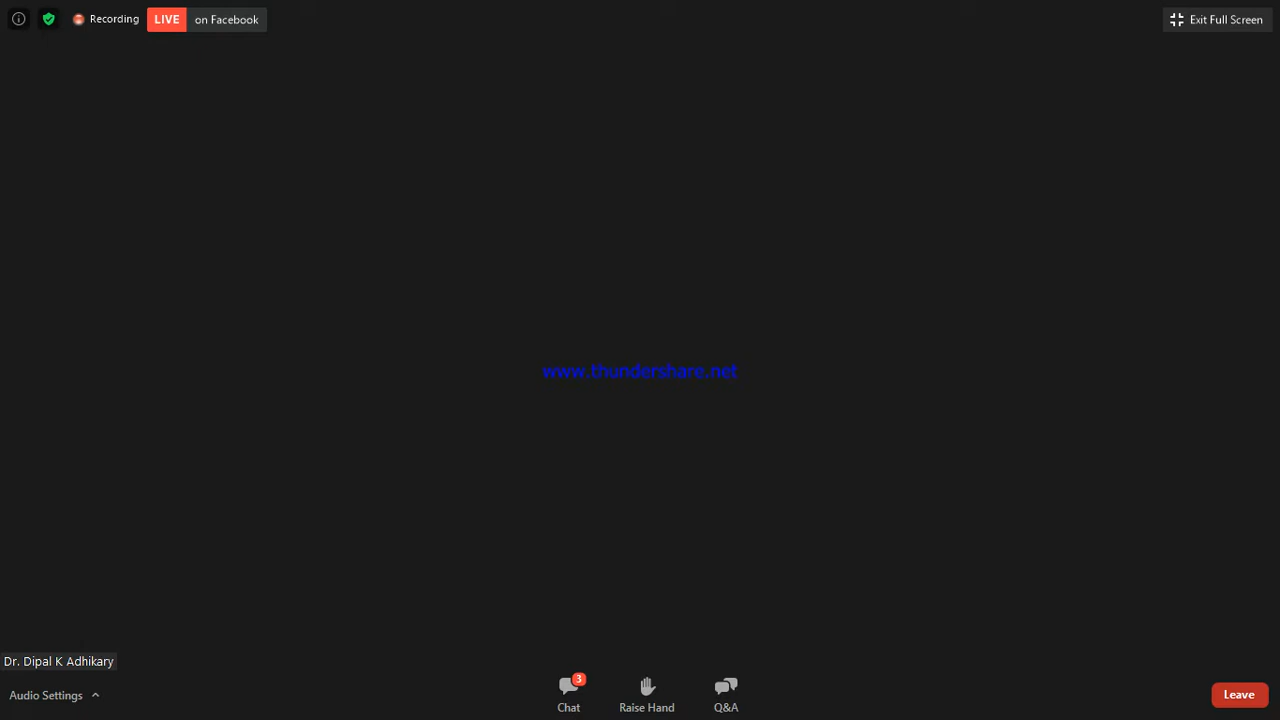 Recording
LIVE on Facebook
Exit Full Screen
www.thundershare.net
Dr. Dipal K Adhikary
Audio Settings
3
Chat
Raise Hand
Q&A
Leave